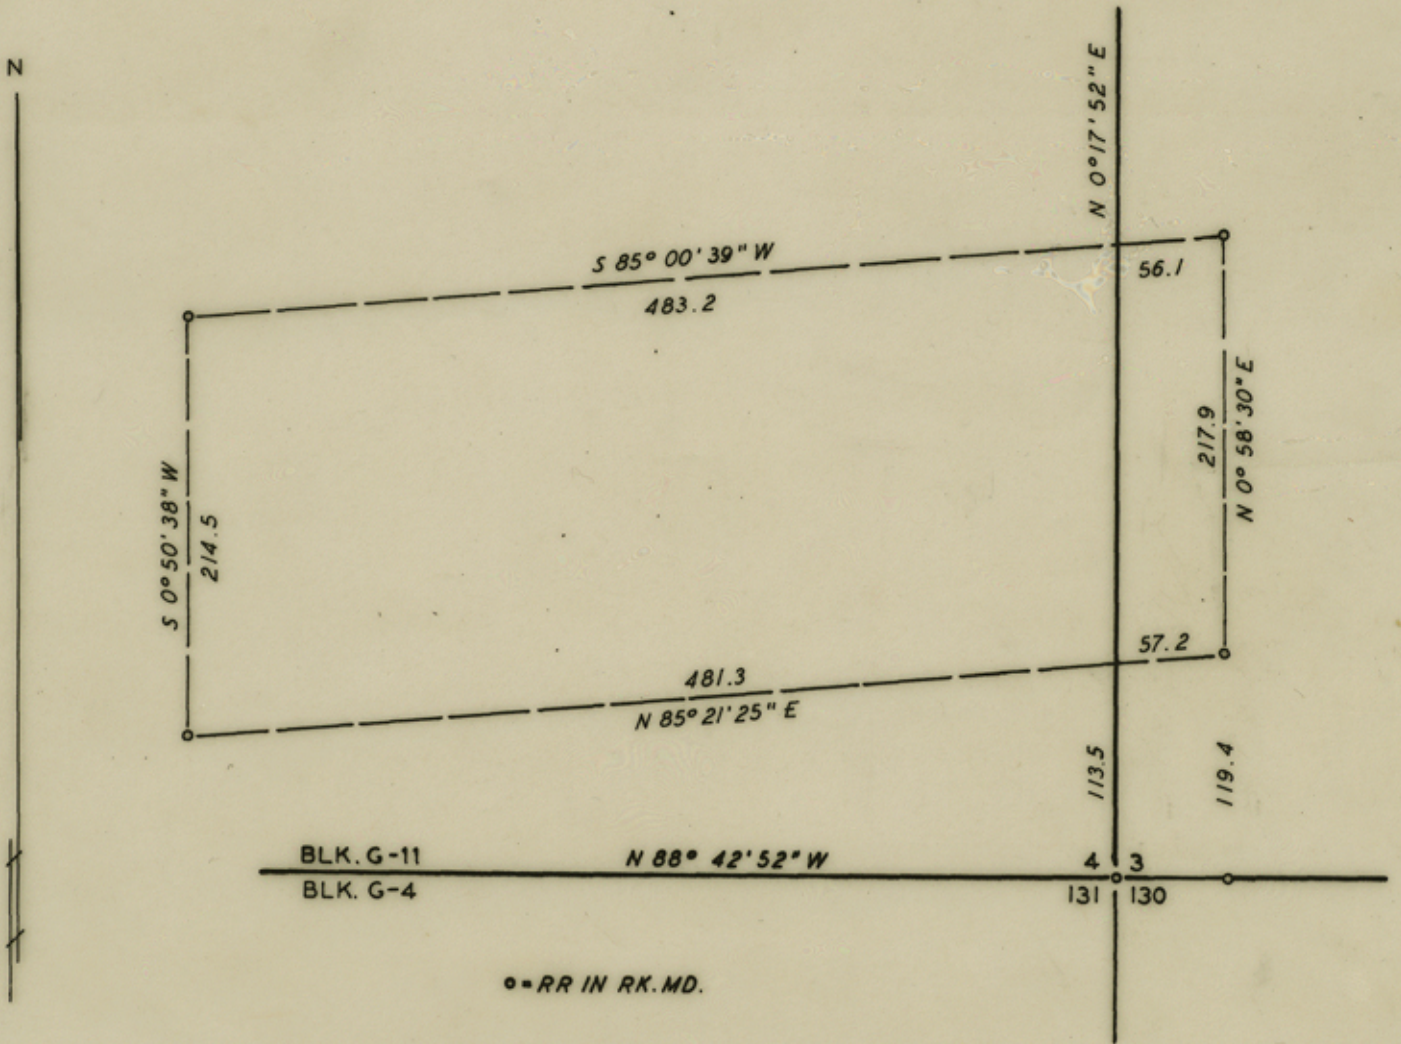 N
N 0°17'52" E
S 85° 00'39" W
483.2
56.1
S 0°50'38" W
214.5
217.9
N 0° 58'30" E
481.3
N 85°21'25" E
57.2
113.5
119.4
BLK. G-11
BLK. G-4
N 88° 42'52" W
4 3
131 130
o = RR IN RK. MD.